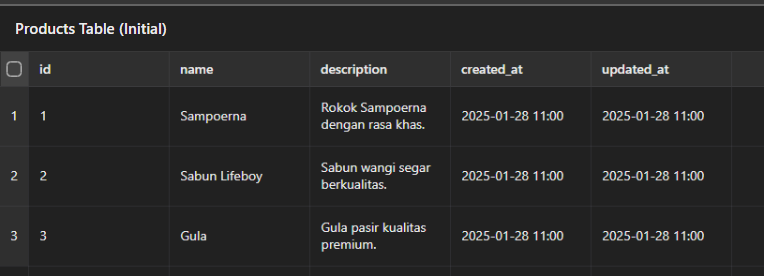 Products Table (Initial)
id name description created_at updated_at
1 1 Sampoerna Rokok Sampoerna dengan rasa khas. 2025-01-28 11:00 2025-01-28 11:00
2 2 Sabun Lifeboy Sabun wangi segar berkualitas. 2025-01-28 11:00 2025-01-28 11:00
3 3 Gula Gula pasir kualitas premium. 2025-01-28 11:00 2025-01-28 11:00